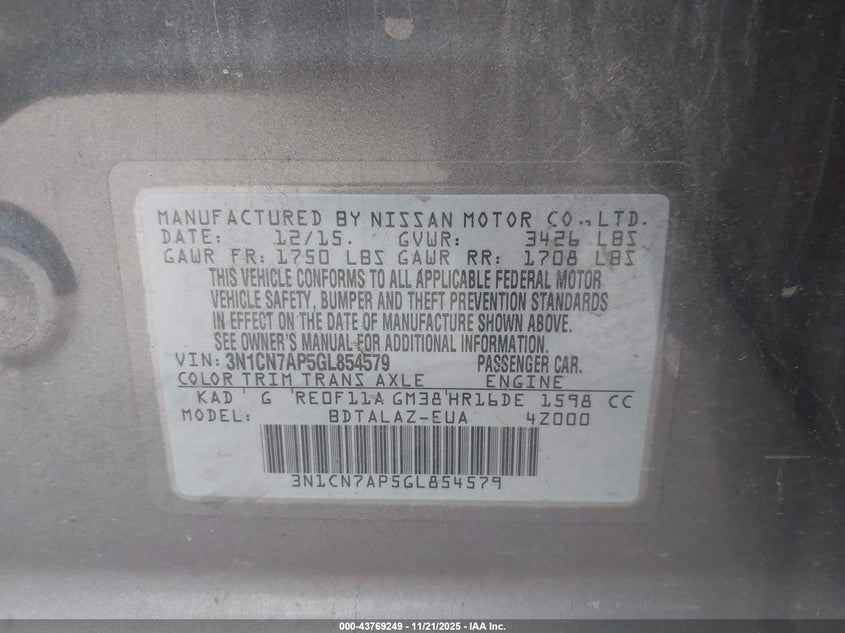 MANUFACTURED BY NISSAN MOTOR CO., LTD.
DATE: 12/15. GVWR: 3426 LBS
GAWR FR: 1750 LBS GAWR RR: 1708 LBS
THIS VEHICLE CONFORMS TO ALL APPLICABLE FEDERAL MOTOR
VEHICLE SAFETY, BUMPER AND THEFT PREVENTION STANDARDS
IN EFFECT ON THE DATE OF MANUFACTURE SHOWN ABOVE.
SEE OWNER'S MANUAL FOR ADDITIONAL INFORMATION.
VIN: 3N1CN7AP5GL854579 PASSENGER CAR.
COLOR TRIM TRANS AXLE ENGINE
KAD G RE0F11A GM38 HR16DE 1598 CC
MODEL: BDTALAZ-EUA 4Z000
3N1CN7AP5GL854579
000-43769249 - 11/21/2025 - IAA Inc.